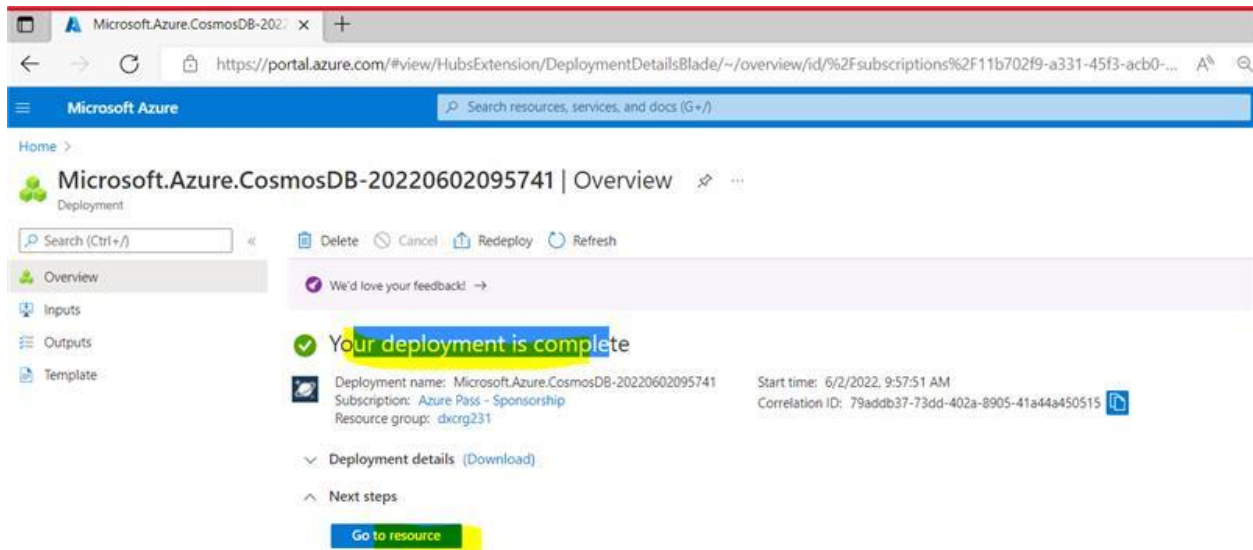 Microsoft.Azure.CosmosDB-202
https://portal.azure.com/#view/HubsExtension/DeploymentDetailsBlade/~/overview/id/%2Fsubscriptions%2F11b702f9-a331-45f3-acb0-...
Microsoft Azure
Search resources, services, and docs (G+/)
Home >
Microsoft.Azure.CosmosDB-20220602095741 | Overview ...
Deployment
Search (Ctrl+/) «
Delete Cancel Redeploy Refresh
Overview
We'd love your feedback! →
Inputs
Outputs
Template
Your deployment is complete
Deployment name: Microsoft.Azure.CosmosDB-20220602095741
Subscription: Azure Pass - Sponsorship
Resource group: dxcrg231
Start time: 6/2/2022, 9:57:51 AM
Correlation ID: 79addb37-73dd-402a-8905-41a44a450515
Deployment details (Download)
Next steps
Go to resource